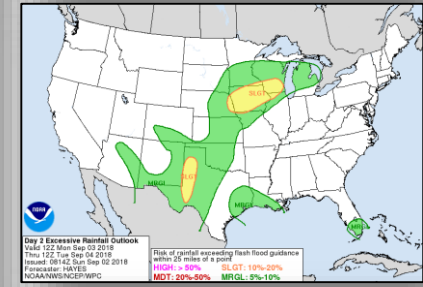 SLGT
SLGT
MRGL
MRGL
MRGL
NOAA
Day 2 Excessive Rainfall Outlook
Valid 12Z Mon Sep 03 2018
Thru 12Z Tue Sep 04 2018
Issued: 0814Z Sun Sep 02 2018
Forecaster: HAYES
NOAA/NWS/NCEP/WPC
Risk of rainfall exceeding flash flood guidance
within 25 miles of a point
HIGH: > 50% SLGT: 10%-20%
MDT: 20%-50% MRGL: 5%-10%